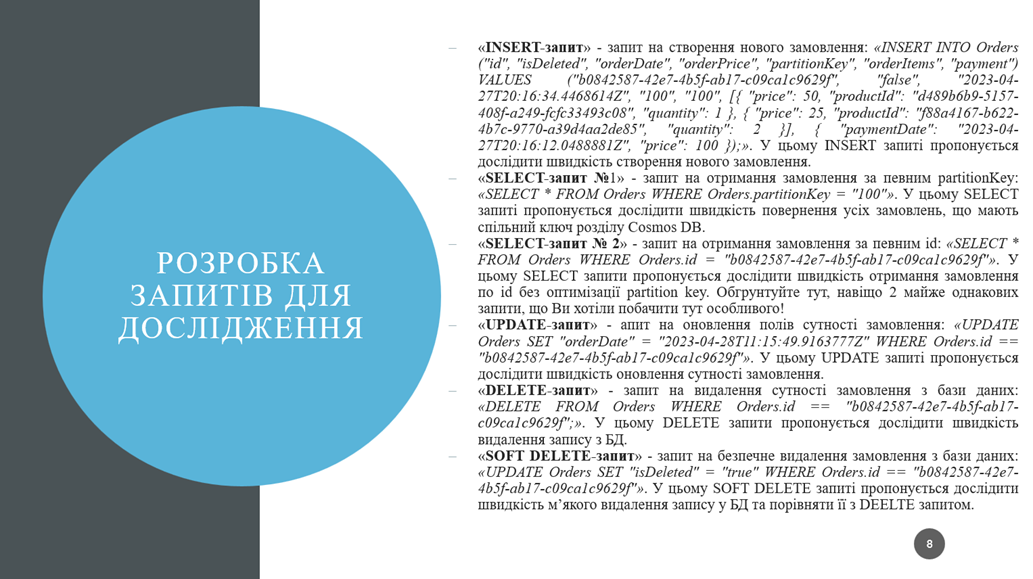 РОЗРОБКА
ЗАПИТІВ ДЛЯ
ДОСЛІДЖЕННЯ
– «INSERT-запит» - запит на створення нового замовлення: «INSERT INTO Orders
("id", "isDeleted", "orderDate", "orderPrice", "partitionKey", "orderItems", "payment")
VALUES ("b0842587-42e7-4b5f-ab17-c09ca1c9629f", "false", "2023-04-
27T20:16:34.4468614Z", "100", "100", [{ "price": 50, "productId": "d489b6b9-5157-
408f-a249-fcfc33493c08", "quantity": 1 }, { "price": 25, "productId": "f88a4167-b622-
4b7c-9770-a39d4aa2de85", "quantity": 2 }], { "paymentDate": "2023-04-
27T20:16:12.0488881Z", "price": 100 });». У цьому INSERT запиті пропонується
дослідити швидкість створення нового замовлення.
– «SELECT-запит №1» - запит на отримання замовлення за певним partitionKey:
«SELECT * FROM Orders WHERE Orders.partitionKey = "100"». У цьому SELECT
запиті пропонується дослідити швидкість повернення усіх замовлень, що мають
спільний ключ розділу Cosmos DB.
– «SELECT-запит № 2» - запит на отримання замовлення за певним id: «SELECT *
FROM Orders WHERE Orders.id = "b0842587-42e7-4b5f-ab17-c09ca1c9629f"». У
цьому SELECT запити пропонується дослідити швидкість отримання замовлення
по id без оптимізації partition key. Обгрунтуйте тут, навіщо 2 майже однакових
запити, що Ви хотіли побачити тут особливого!
– «UPDATE-запит» - апит на оновлення полів сутності замовлення: «UPDATE
Orders SET "orderDate" = "2023-04-28T11:15:49.9163777Z" WHERE Orders.id ==
"b0842587-42e7-4b5f-ab17-c09ca1c9629f"». У цьому UPDATE запиті пропонується
дослідити швидкість оновлення сутності замовлення.
– «DELETE-запит» - запит на видалення сутності замовлення з бази даних:
«DELETE FROM Orders WHERE Orders.id == "b0842587-42e7-4b5f-ab17-
c09ca1c9629f";». У цьому DELETE запити пропонується дослідити швидкість
видалення запису з БД.
– «SOFT DELETE-запит» - запит на безпечне видалення замовлення з бази даних:
«UPDATE Orders SET "isDeleted" = "true" WHERE Orders.id == "b0842587-42e7-
4b5f-ab17-c09ca1c9629f"». У цьому SOFT DELETE запиті пропонується дослідити
швидкість м’якого видалення запису у БД та порівняти її з DEELTE запитом.
8